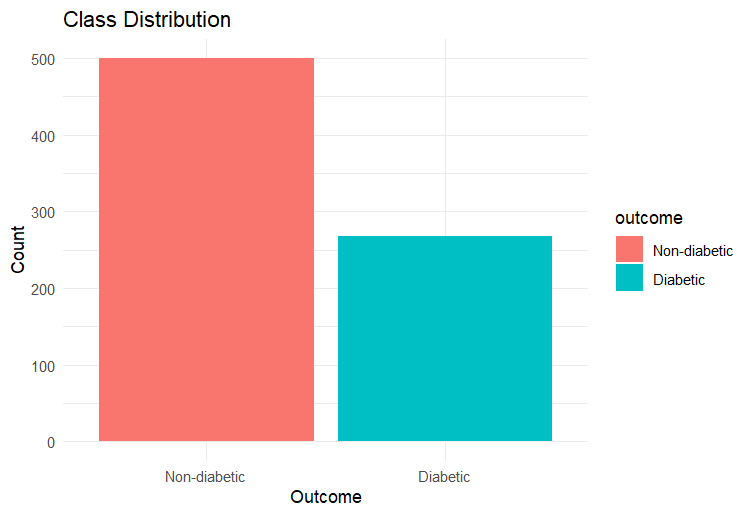 Class Distribution
500
400
300
200
100
0
Count
Non-diabetic
Diabetic
Outcome
outcome
Non-diabetic
Diabetic